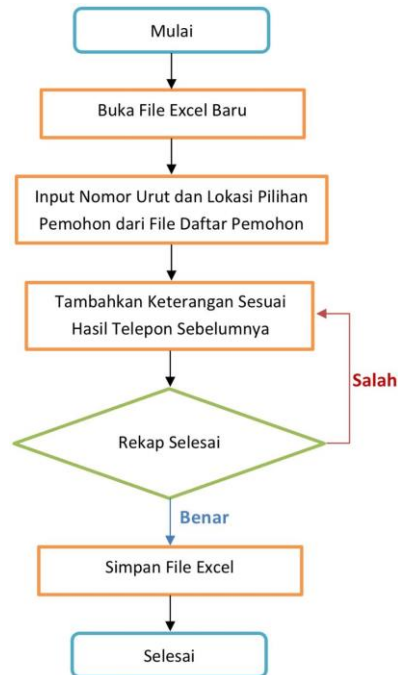 Mulai
Buka File Excel Baru
Input Nomor Urut dan Lokasi Pilihan
Pemohon dari File Daftar Pemohon
Tambahkan Keterangan Sesuai
Hasil Telepon Sebelumnya
Salah
Rekap Selesai
Benar
Simpan File Excel
Selesai